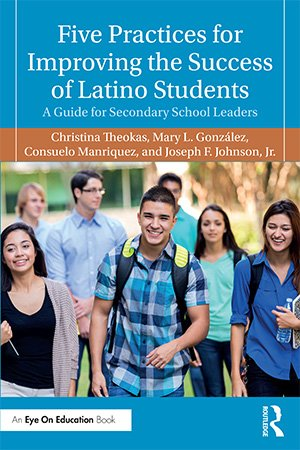 Five Practices for
Improving the Success
of Latino Students
A Guide for Secondary School Leaders
Christina Theokas, Mary L. González,
Consuelo Manriquez, and Joseph F. Johnson, Jr.
An Eye On Education Book
ROUTLEDGE